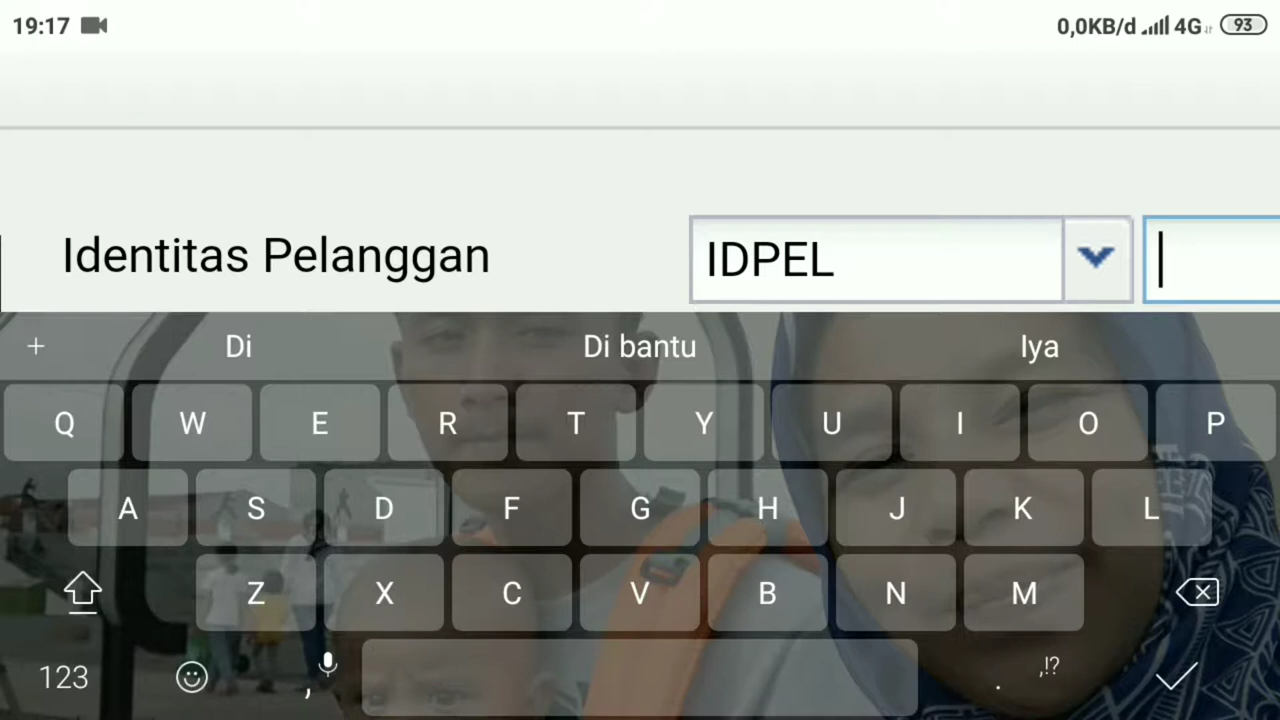 19:17 0,0KB/d 4G 93
Identitas Pelanggan IDPEL
+ Di Di bantu Iya
Q W E R T Y U I O P
A S D F G H J K L
Z X C V B N M
123 , . ,!?